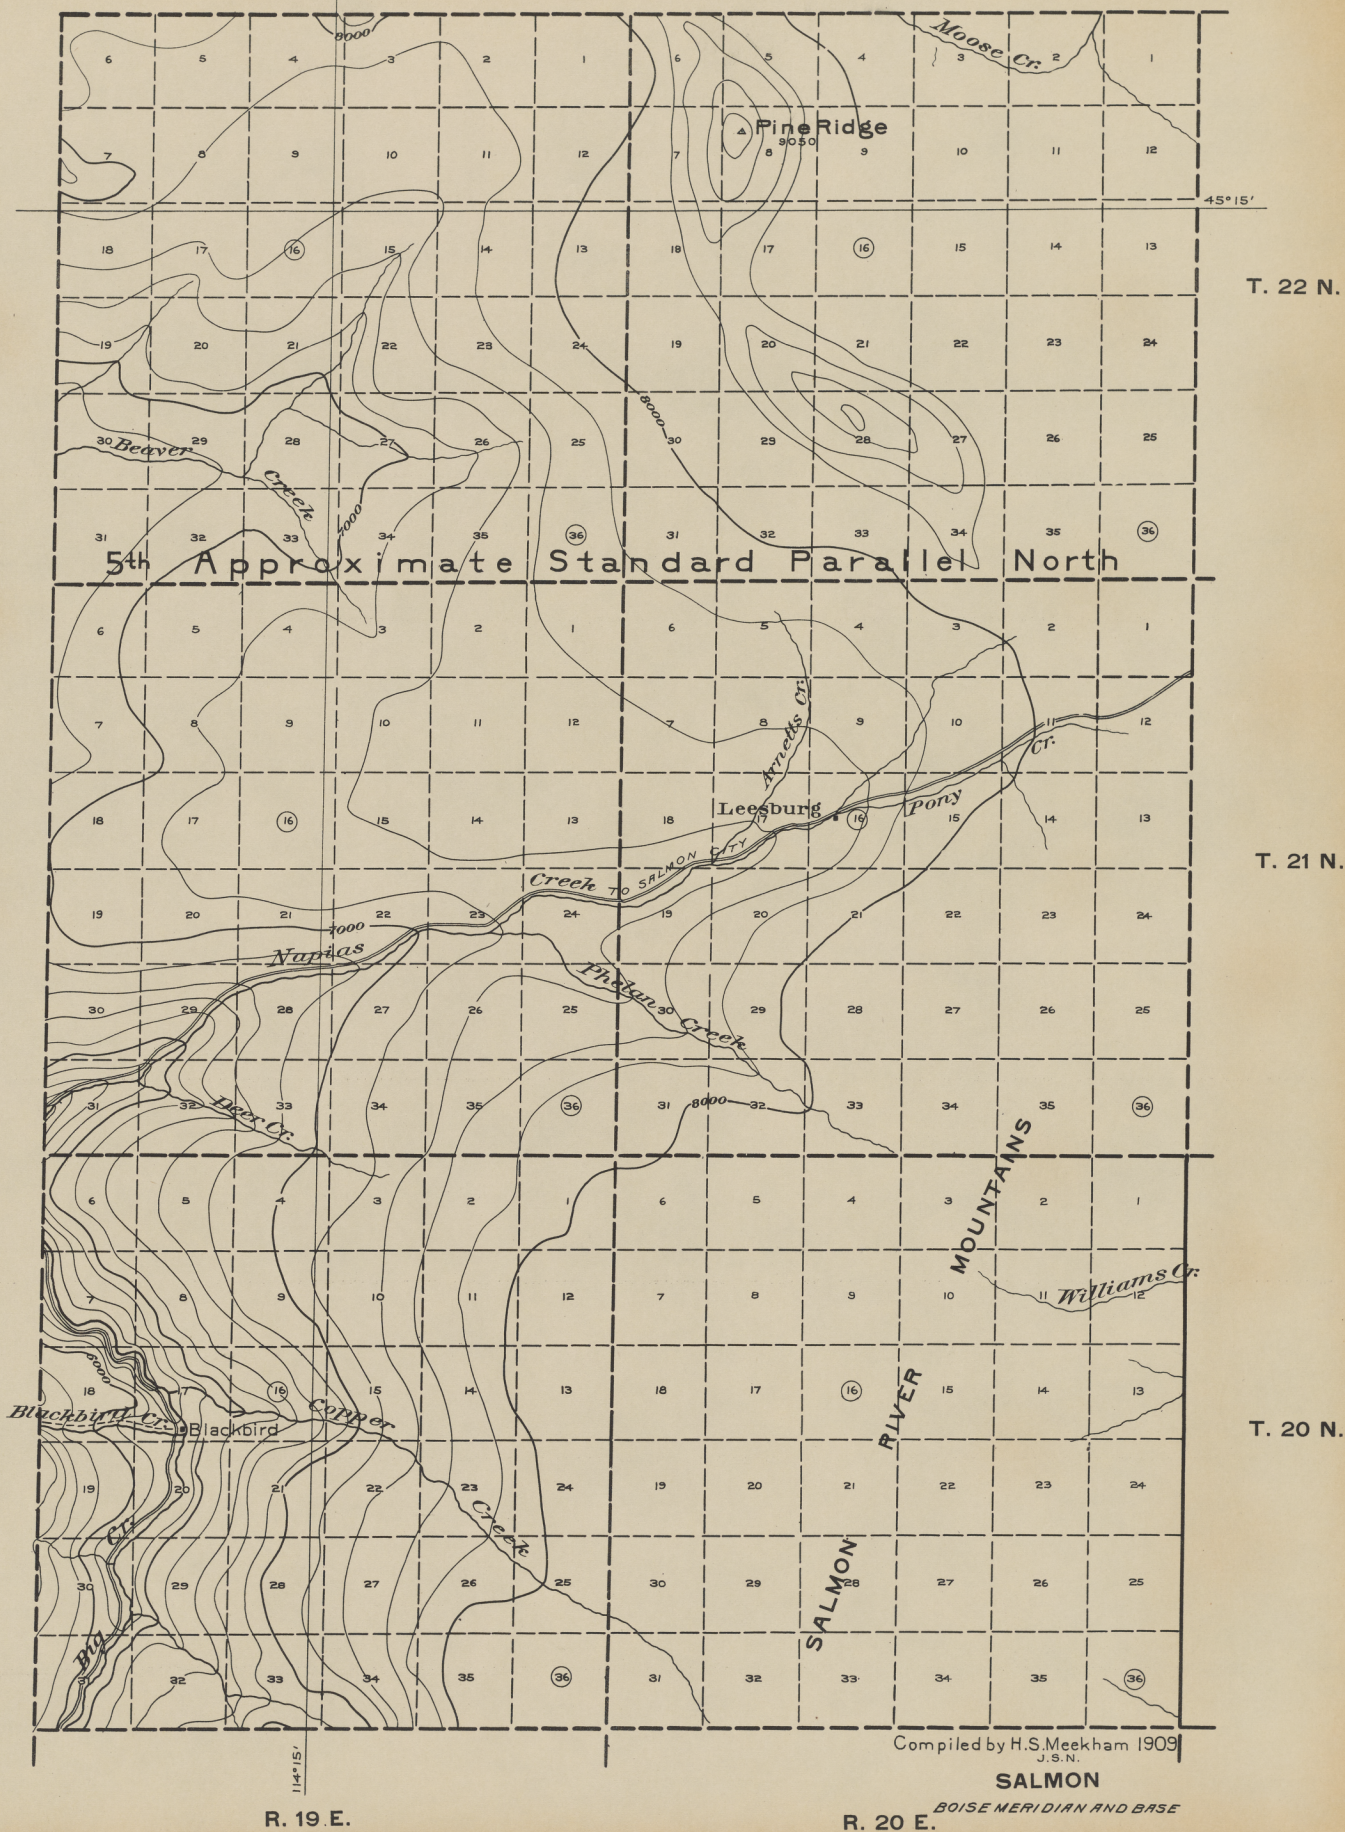 8000
Moose Cr.
6 5 4 3 2 1 6 5 4 3 2 1
Pine Ridge
9050
7 8 9 10 11 12 7 8 9 10 11 12
45°15'
18 17 16 15 14 13 18 17 16 15 14 13
T. 22 N.
19 20 21 22 23 24 19 20 21 22 23 24
8000
30 29 28 27 26 25 30 29 28 27 26 25
Beaver Creek
7000
31 32 33 34 35 36 31 32 33 34 35 36
5th Approximate Standard Parallel North
6 5 4 3 2 1 6 5 4 3 2 1
Arnetts Cr.
7 8 9 10 11 12 7 8 9 10 11 12
Pony Cr.
Leesburg
18 17 16 15 14 13 18 17 16 15 14 13
T. 21 N.
TO SALMON CITY
Napias Creek
19 20 21 22 23 24 19 20 21 22 23 24
7000
Phelan Creek
30 29 28 27 26 25 30 29 28 27 26 25
8000
31 32 33 34 35 36 31 32 33 34 35 36
Deer Cr.
SALMON RIVER MOUNTAINS
6 5 4 3 2 1 6 5 4 3 2 1
Williams Cr.
7 8 9 10 11 12 7 8 9 10 11 12
6000
18 17 16 15 14 13 18 17 16 15 14 13
Blackbird Cr.
Blackbird
Copper Creek
T. 20 N.
19 20 21 22 23 24 19 20 21 22 23 24
Big Cr.
30 29 28 27 26 25 30 29 28 27 26 25
31 32 33 34 35 36 31 32 33 34 35 36
114°15'
Compiled by H.S.Meekham 1909
J.S.N.
SALMON
BOISE MERIDIAN AND BASE
R. 19 E.
R. 20 E.